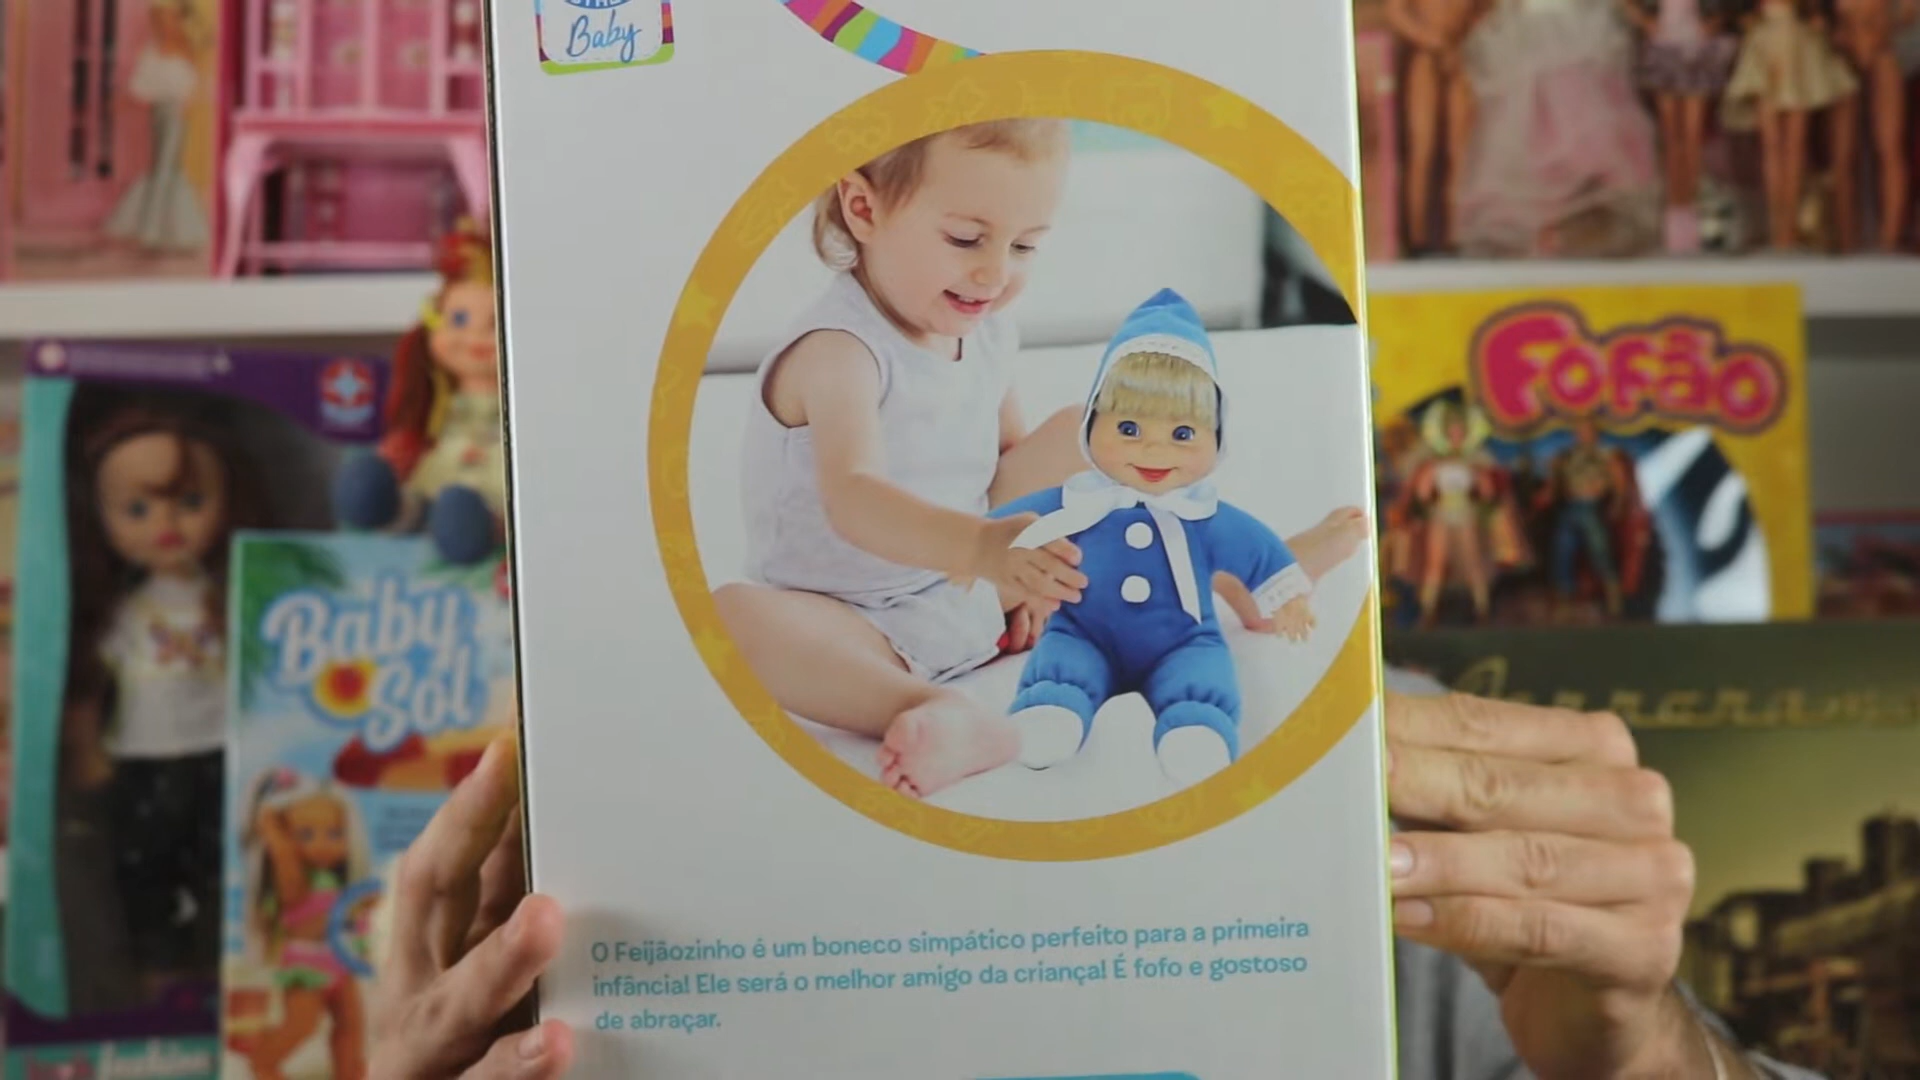 Baby
Fofão
Baby
Sol
O Feijãozinho é um boneco simpático perfeito para a primeira
infância! Ele será o melhor amigo da criança! É fofo e gostoso
de abraçar.